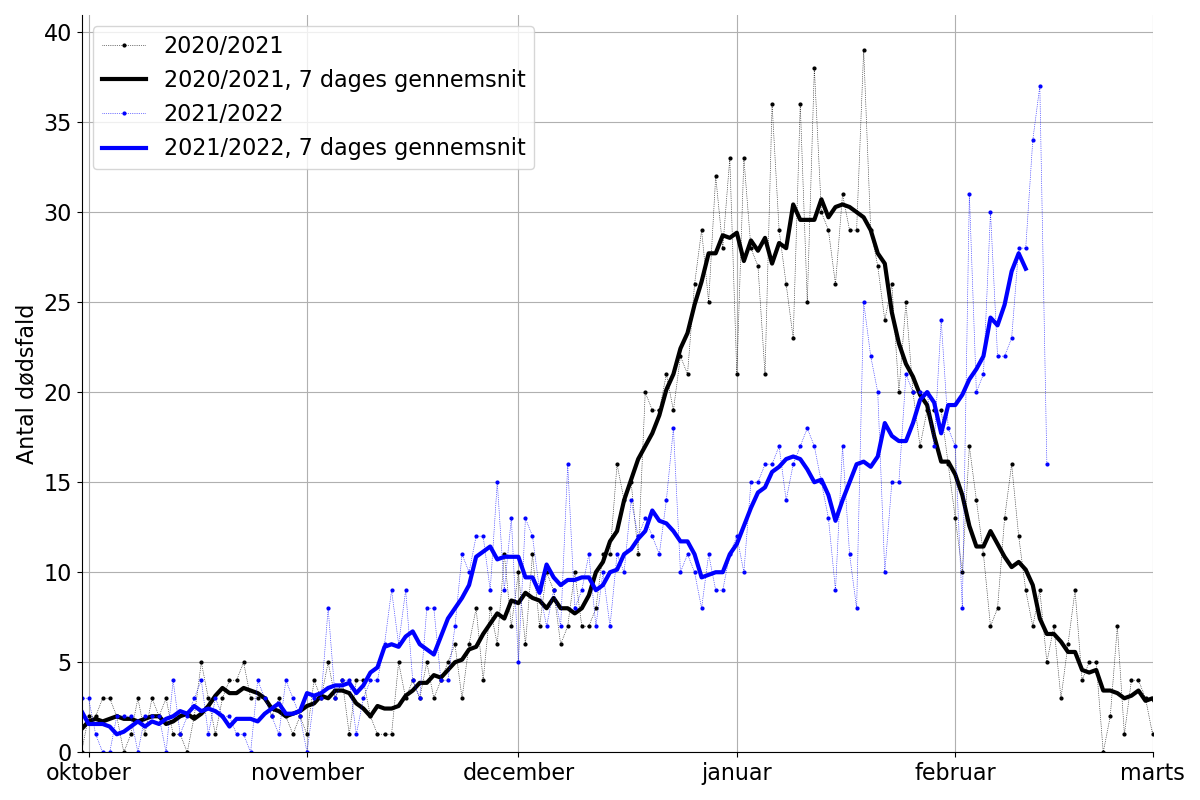 2020/2021
2020/2021, 7 dages gennemsnit
2021/2022
2021/2022, 7 dages gennemsnit
Antal dødsfald
40
35
30
25
20
15
10
5
0
oktober november december januar februar marts